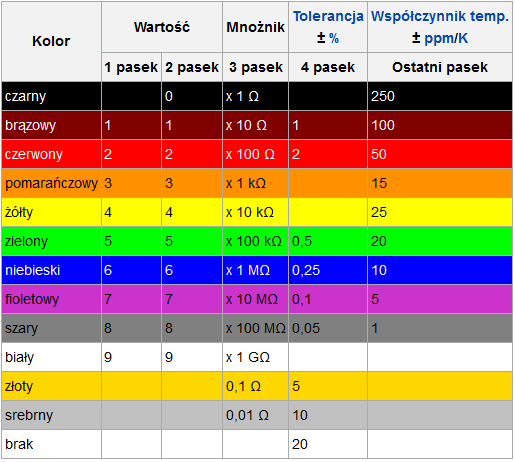 Kolor Wartość Mnożnik Tolerancja ± % Współczynnik temp. ± ppm/K
1 pasek 2 pasek 3 pasek 4 pasek Ostatni pasek
czarny 0 x 1 Ω 250
brązowy 1 1 x 10 Ω 1 100
czerwony 2 2 x 100 Ω 2 50
pomarańczowy 3 3 x 1 kΩ 15
żółty 4 4 x 10 kΩ 25
zielony 5 5 x 100 kΩ 0,5 20
niebieski 6 6 x 1 MΩ 0,25 10
fioletowy 7 7 x 10 MΩ 0,1 5
szary 8 8 x 100 MΩ 0,05 1
biały 9 9 x 1 GΩ
złoty 0,1 Ω 5
srebrny 0,01 Ω 10
brak 20